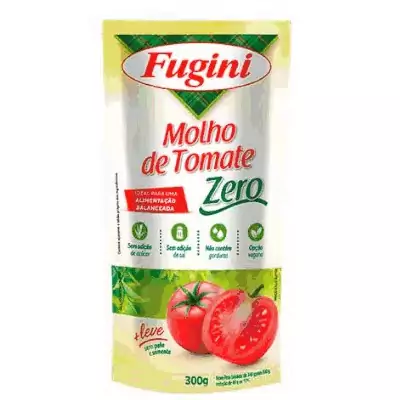 Fugini
Molho
de Tomate
Zero
IDEAL PARA UMA
ALIMENTAÇÃO
BALANCEADA
Sem adição
de açúcar
Sem adição
de sal
Não contém
gorduras
Opção
vegana
+leve
sem pele
e semente
300g